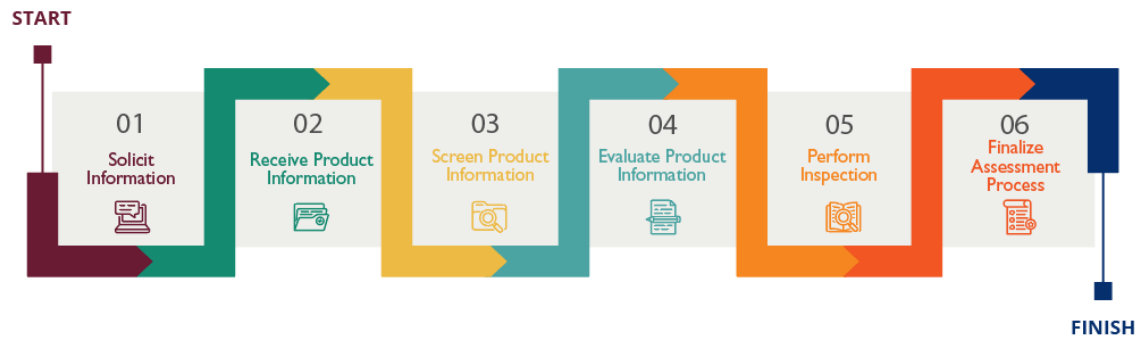 START
01
Solicit
Information
02
Receive Product
Information
03
Screen Product
Information
04
Evaluate Product
Information
05
Perform
Inspection
06
Finalize
Assessment
Process
FINISH